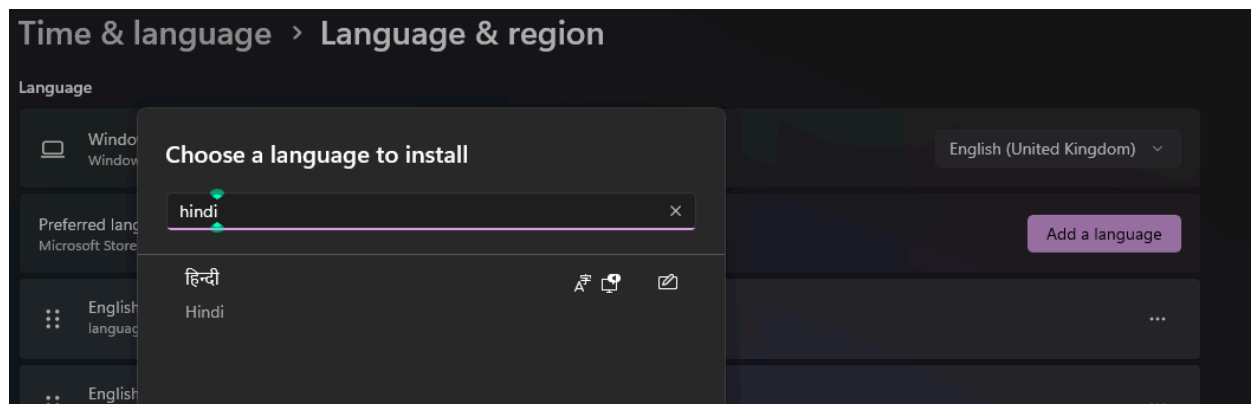 Time & language > Language & region
Language
Windo
Window
English (United Kingdom)
Choose a language to install
hindi
Preferred lang
Microsoft Store
Add a language
हिन्दी
Hindi
English
languag
English